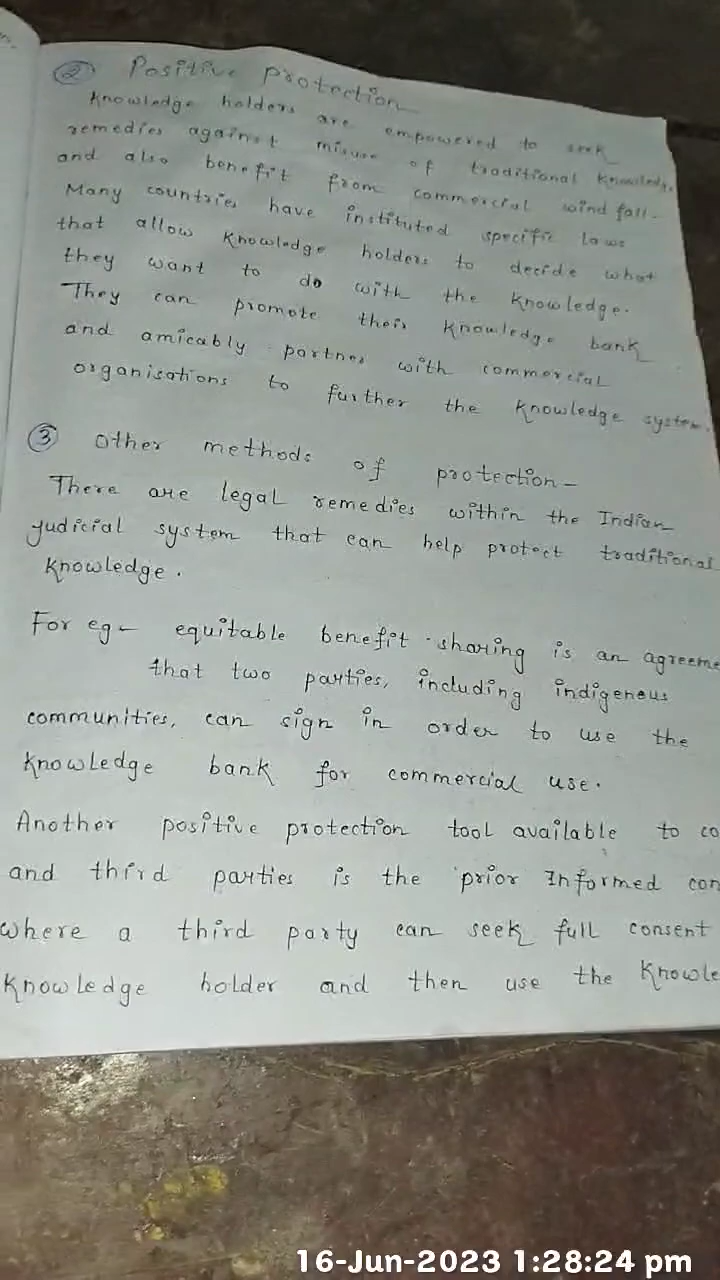 ② Positive protection
Knowledge holders are empowered to seek
remedies against misuse of traditional Knowledge,
and also benefit from commercial wind fall.
Many countries have instituted specific laws
that allow Knowledge holders to decide what
they want to do with the Knowledge.
They can promote their Knowledge bank
and amicably partner with commercial
organisations to further the Knowledge system.
③ other methods of protection-
There are legal remedies within the Indian
judicial system that can help protect traditional
Knowledge.
For eg- equitable benefit sharing is an agreeme
that two parties, including indigenous
communities, can sign in order to use the
Knowledge bank for commercial use.
Another positive protection tool available to co
and third parties is the prior Informed con
where a third party can seek full consent
Knowledge holder and then use the Knowle
16-Jun-2023 1:28:24 pm